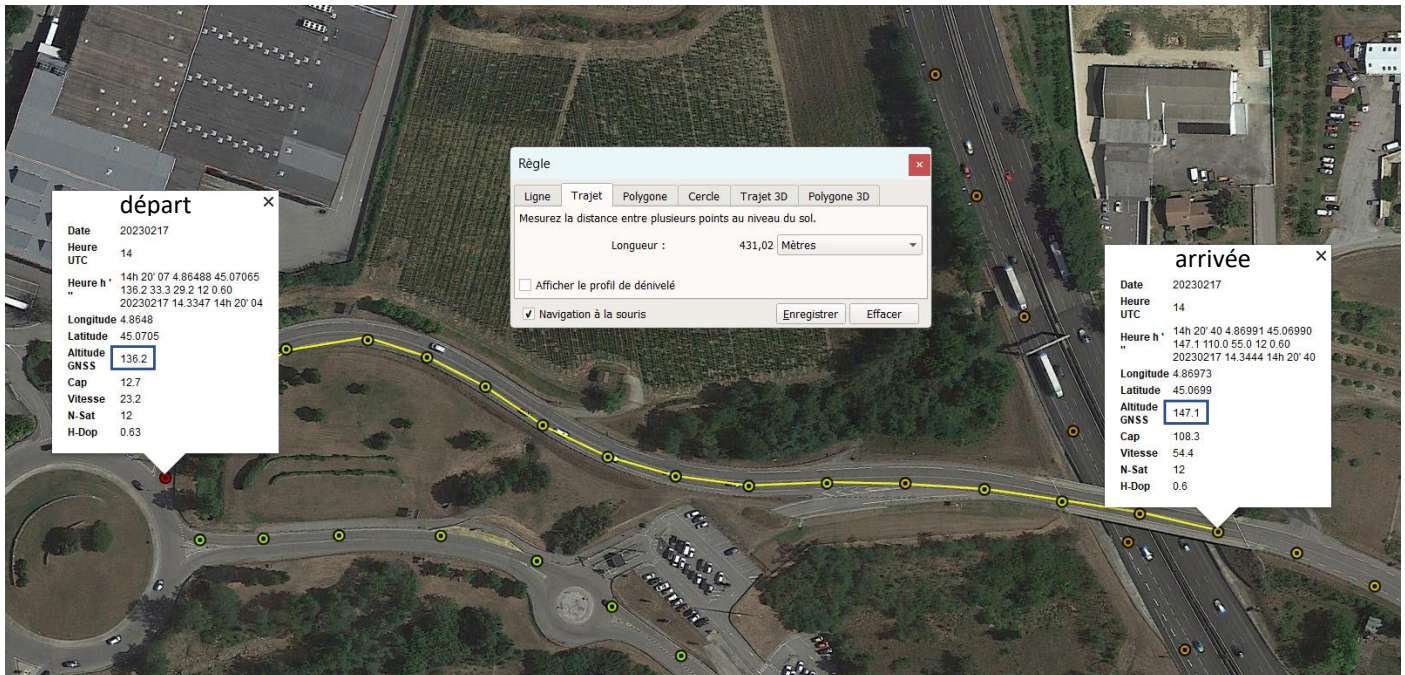 Règle
×
Ligne Trajet Polygone Cercle Trajet 3D Polygone 3D
Mesurez la distance entre plusieurs points au niveau du sol.
Longueur : 431,02 Mètres
Afficher le profil de dénivelé
Navigation à la souris Enregistrer Effacer
départ ×
Date 20230217
Heure
UTC 14
Heure h '
'' 14h 20' 07 4.86488 45.07065
136.2 33.3 29.2 12 0.60
20230217 14.3347 14h 20' 04
Longitude 4.8648
Latitude 45.0705
Altitude
GNSS 136.2
Cap 12.7
Vitesse 23.2
N-Sat 12
H-Dop 0.63
arrivée ×
Date 20230217
Heure
UTC 14
Heure h '
'' 14h 20' 40 4.86991 45.06990
147.1 110.0 55.0 12 0.60
20230217 14.3444 14h 20' 40
Longitude 4.86973
Latitude 45.0699
Altitude
GNSS 147.1
Cap 108.3
Vitesse 54.4
N-Sat 12
H-Dop 0.6